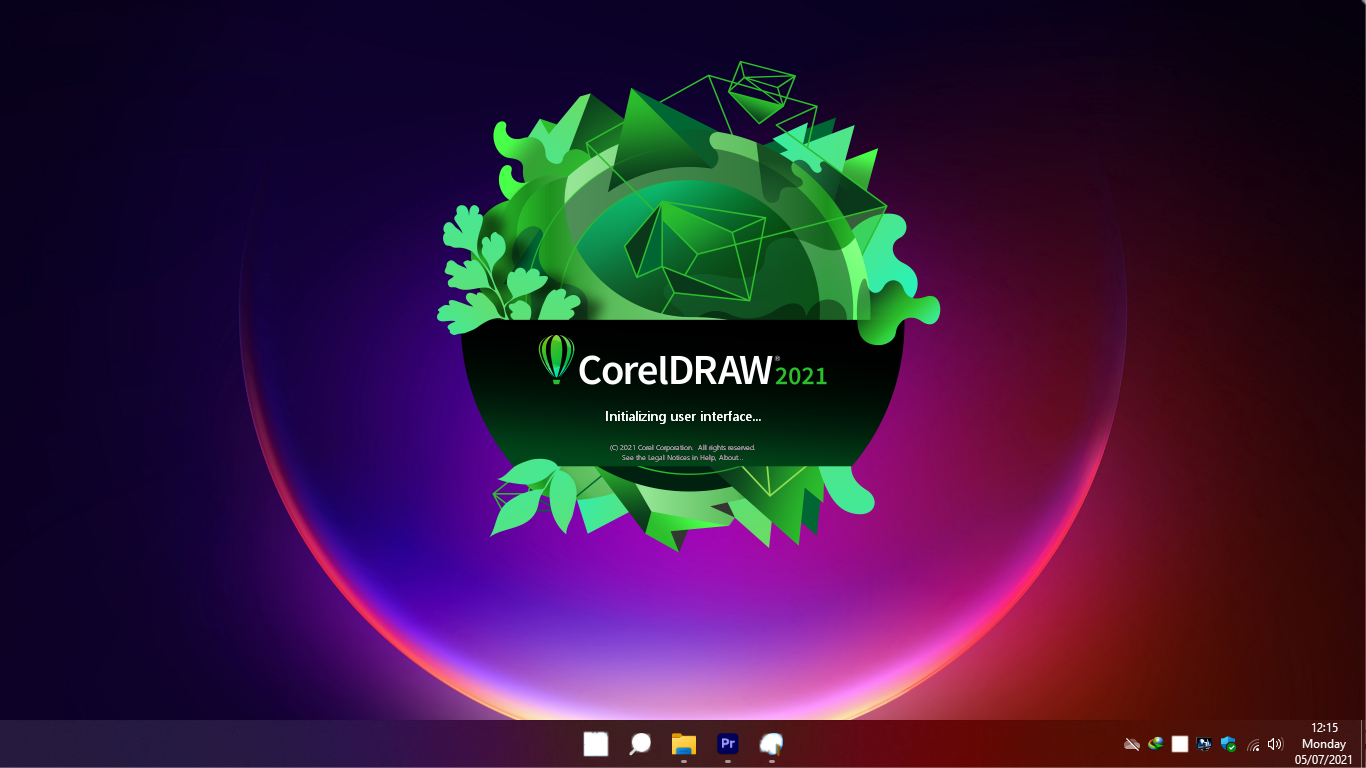 CorelDRAW® 2021
Initializing user interface...
(C) 2021 Corel Corporation. All rights reserved.
See the Legal Notices in Help, About...
Pr
12:15
Monday
05/07/2021